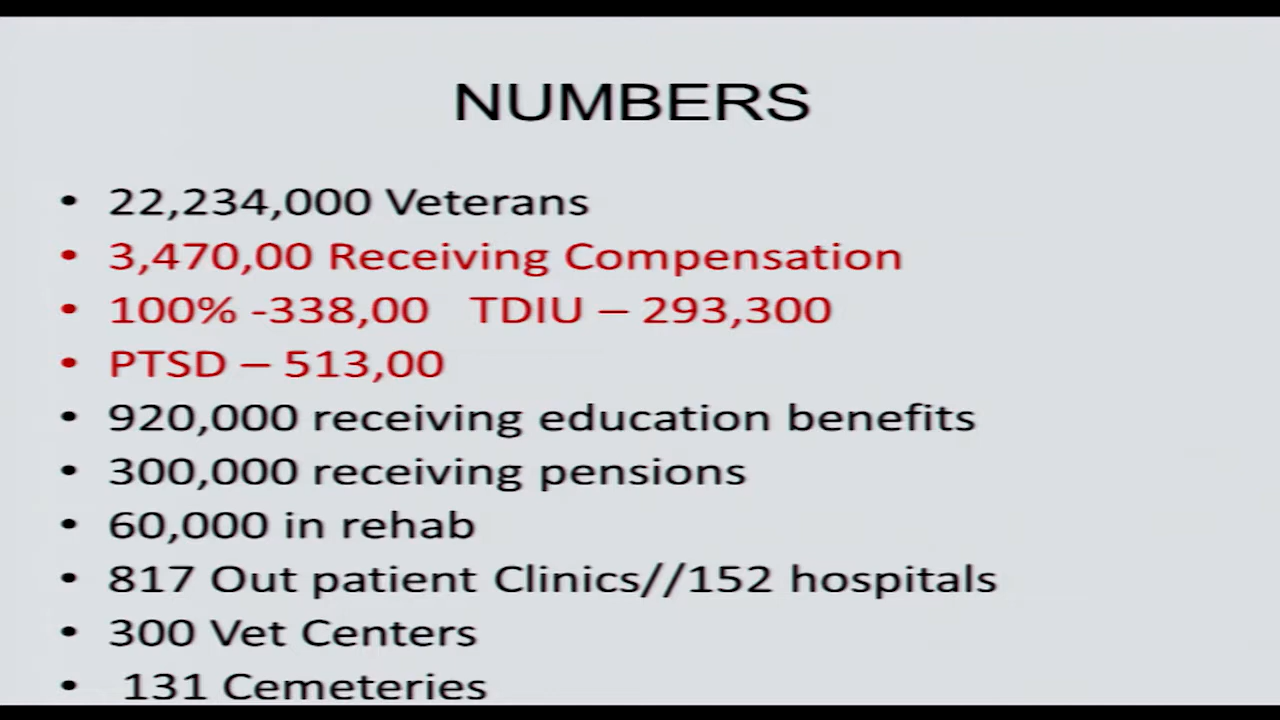 NUMBERS
• 22,234,000 Veterans
• 3,470,00 Receiving Compensation
• 100% -338,00 TDIU – 293,300
• PTSD – 513,00
• 920,000 receiving education benefits
• 300,000 receiving pensions
• 60,000 in rehab
• 817 Out patient Clinics//152 hospitals
• 300 Vet Centers
• 131 Cemeteries